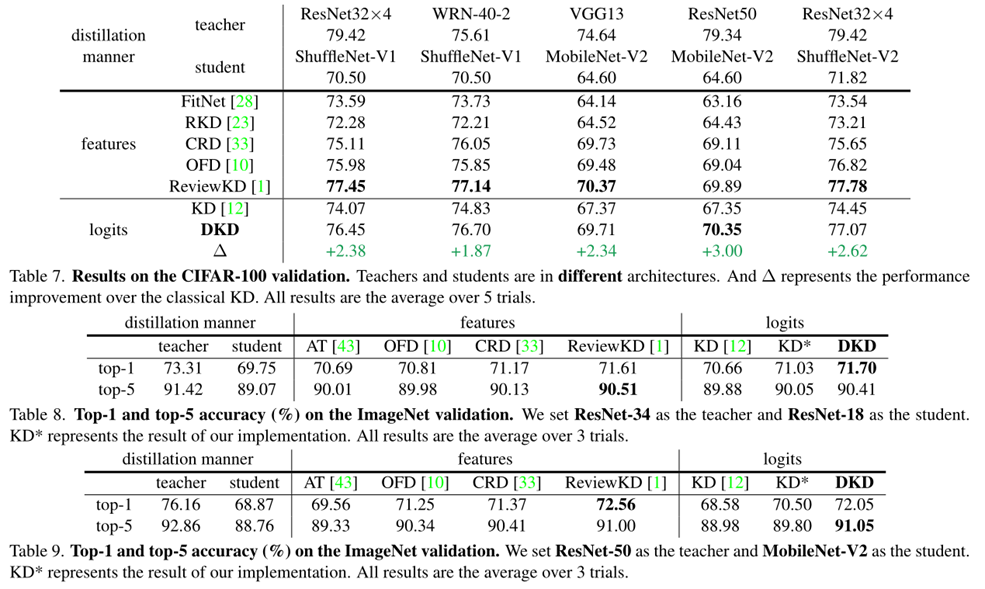 distillation manner teacher ResNet32×4 WRN-40-2 VGG13 ResNet50 ResNet32×4
79.42 75.61 74.64 79.34 79.42
student ShuffleNet-V1 ShuffleNet-V1 MobileNet-V2 MobileNet-V2 ShuffleNet-V2
70.50 70.50 64.60 64.60 71.82
features FitNet [28] 73.59 73.73 64.14 63.16 73.54
RKD [23] 72.28 72.21 64.52 64.43 73.21
CRD [33] 75.11 76.05 69.73 69.11 75.65
OFD [10] 75.98 75.85 69.48 69.04 76.82
ReviewKD [1] 77.45 77.14 70.37 69.89 77.78
logits KD [12] 74.07 74.83 67.37 67.35 74.45
DKD 76.45 76.70 69.71 70.35 77.07
Δ +2.38 +1.87 +2.34 +3.00 +2.62
Table 7. Results on the CIFAR-100 validation. Teachers and students are in different architectures. And Δ represents the performance
improvement over the classical KD. All results are the average over 5 trials.
distillation manner features logits
teacher student AT [43] OFD [10] CRD [33] ReviewKD [1] KD [12] KD* DKD
top-1 73.31 69.75 70.69 70.81 71.17 71.61 70.66 71.03 71.70
top-5 91.42 89.07 90.01 89.98 90.13 90.51 89.88 90.05 90.41
Table 8. Top-1 and top-5 accuracy (%) on the ImageNet validation. We set ResNet-34 as the teacher and ResNet-18 as the student.
KD* represents the result of our implementation. All results are the average over 3 trials.
distillation manner features logits
teacher student AT [43] OFD [10] CRD [33] ReviewKD [1] KD [12] KD* DKD
top-1 76.16 68.87 69.56 71.25 71.37 72.56 68.58 70.50 72.05
top-5 92.86 88.76 89.33 90.34 90.41 91.00 88.98 89.80 91.05
Table 9. Top-1 and top-5 accuracy (%) on the ImageNet validation. We set ResNet-50 as the teacher and MobileNet-V2 as the student.
KD* represents the result of our implementation. All results are the average over 3 trials.